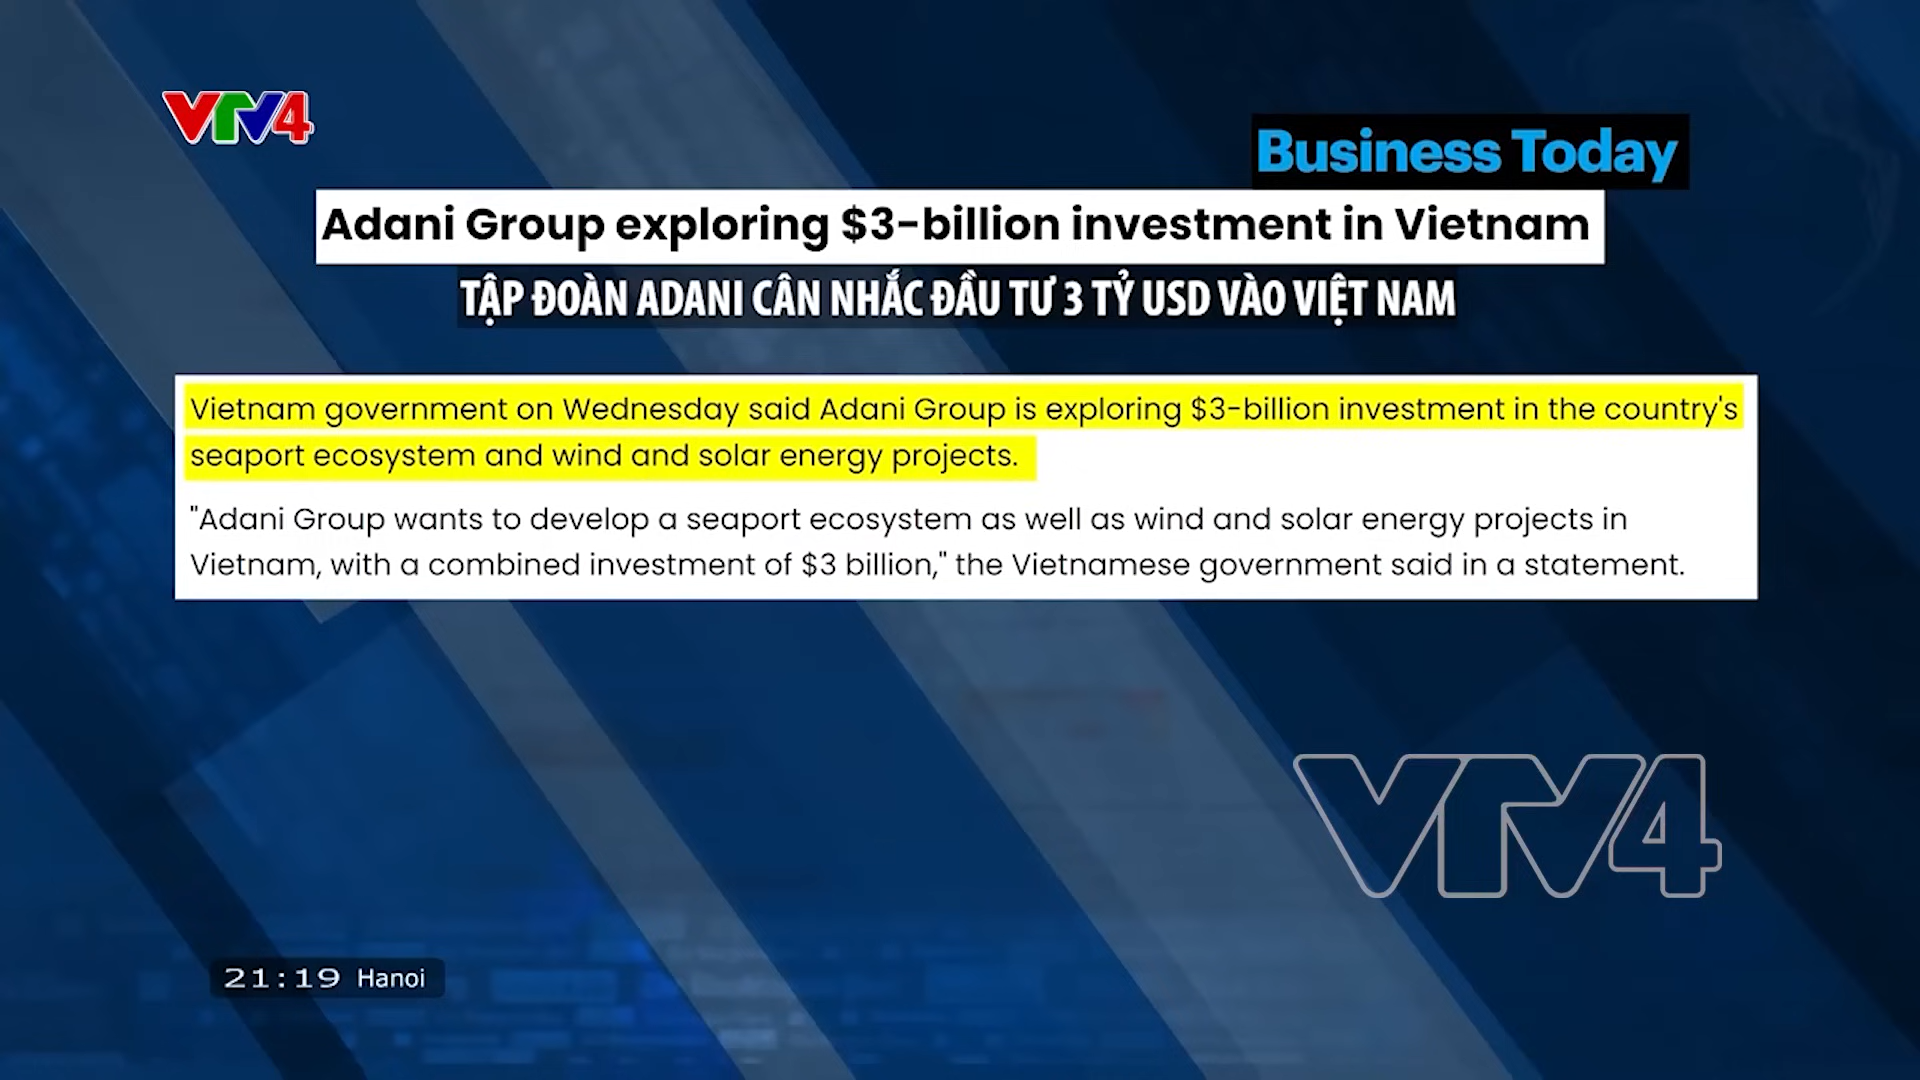 VTV4
Business Today
Adani Group exploring $3-billion investment in Vietnam
TẬP ĐOÀN ADANI CÂN NHẮC ĐẦU TƯ 3 TỶ USD VÀO VIỆT NAM
Vietnam government on Wednesday said Adani Group is exploring $3-billion investment in the country's
seaport ecosystem and wind and solar energy projects.
"Adani Group wants to develop a seaport ecosystem as well as wind and solar energy projects in
Vietnam, with a combined investment of $3 billion," the Vietnamese government said in a statement.
VTV4
21:19 Hanoi